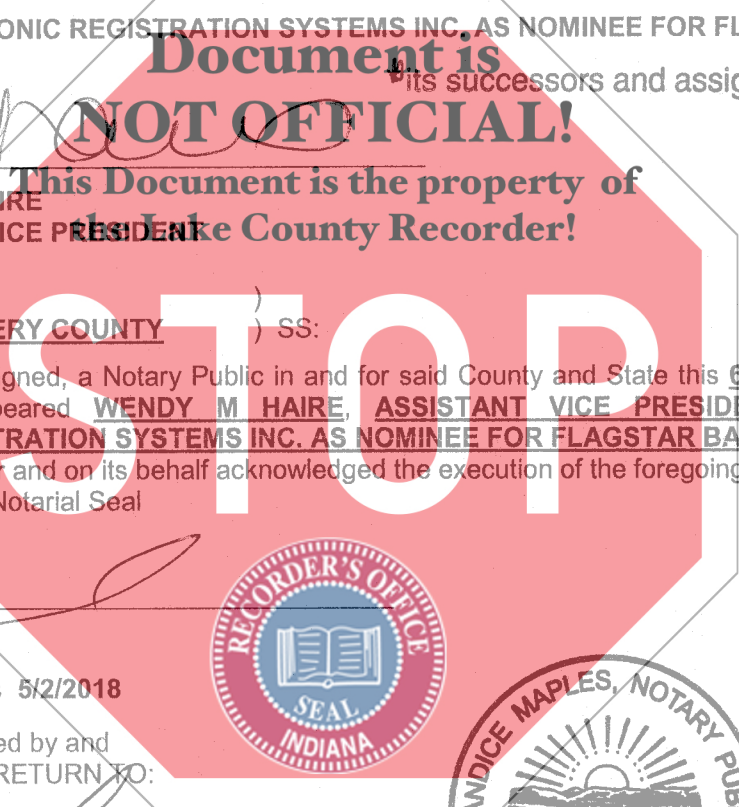 ONIC REGISTRATION SYSTEMS INC. AS NOMINEE FOR FL
Document is
its successors and assig
NOT OFFICIAL!
This Document is the property of
IRE
the Lake County Recorder!
ICE PRESIDENT
)
ERY COUNTY ) SS:
STOP
igned, a Notary Public in and for said County and State this 6
peared WENDY M HAIRE, ASSISTANT VICE PRESIDE
TRATION SYSTEMS INC. AS NOMINEE FOR FLAGSTAR BA
r and on its behalf acknowledged the execution of the foregoing
Notarial Seal
RECORDER'S OFFICE
SEAL
INDIANA
5/2/2018
NDICE MAPLES, NOTARY PUB
ed by and
RETURN TO: